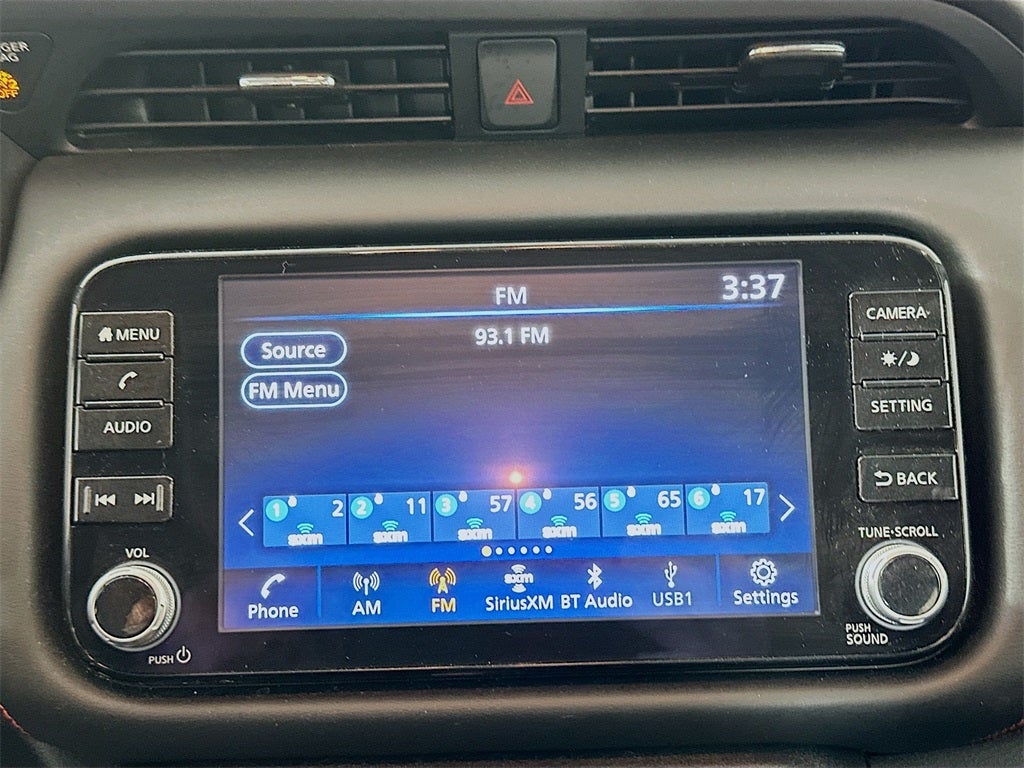 FM
3:37
93.1 FM
Source
FM Menu
MENU
AUDIO
VOL
PUSH
CAMERA
SETTING
BACK
TUNE·SCROLL
PUSH
SOUND
1 2 2 11 3 57 4 56 5 65 6 17
sxm sxm sxm sxm sxm sxm
sxm
Phone AM FM SiriusXM BT Audio USB1 Settings
OFF